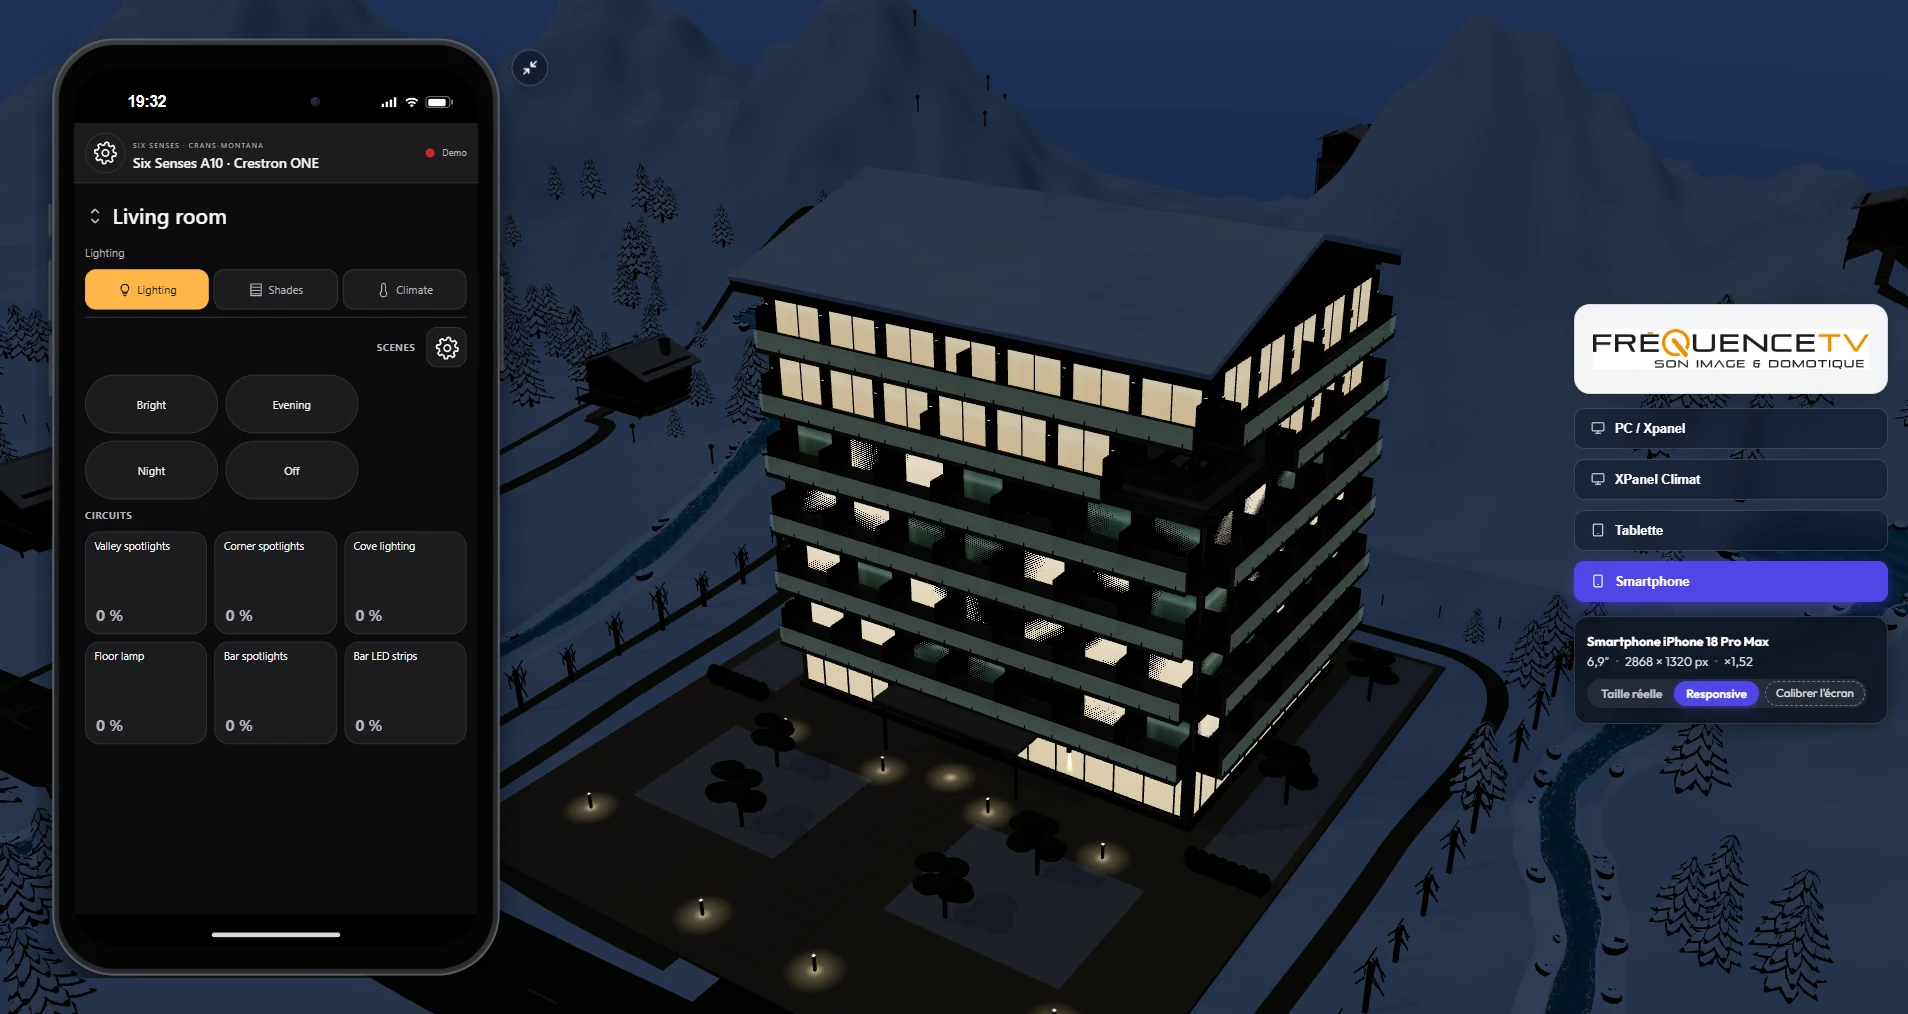 19:32
SIX SENSES · CRANS-MONTANA
Six Senses A10 · Crestron ONE
Demo
Living room
Lighting
Lighting
Shades
Climate
SCENES
Bright
Evening
Night
Off
CIRCUITS
Valley spotlights
Corner spotlights
Cove lighting
0 %
0 %
0 %
Floor lamp
Bar spotlights
Bar LED strips
0 %
0 %
0 %
FRÉQUENCETV
SON IMAGE & DOMOTIQUE
PC / Xpanel
XPanel Climat
Tablette
Smartphone
Smartphone iPhone 18 Pro Max
6,9" · 2868 × 1320 px · ×1,52
Taille réelle
Responsive
Calibrer l'écran